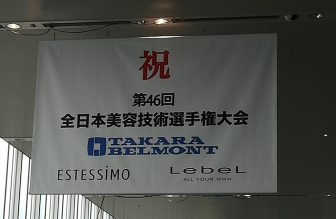 祝
第46回
全日本美容技術選手権大会
TAKARA
BELMONT
ESTESSiMO
LebeL
ALL YOUR OWN